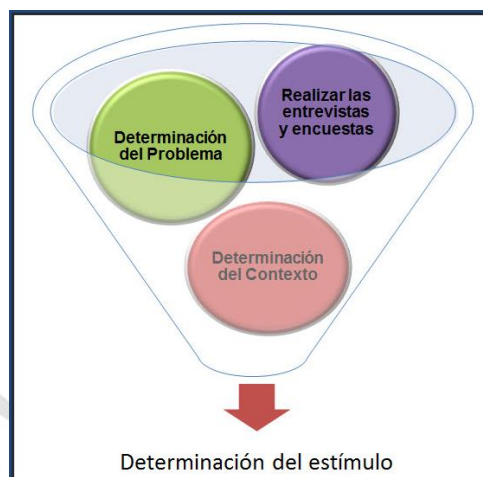 Determinación
del Problema
Realizar las
entrevistas
y encuestas
Determinación
del Contexto
Determinación del estímulo